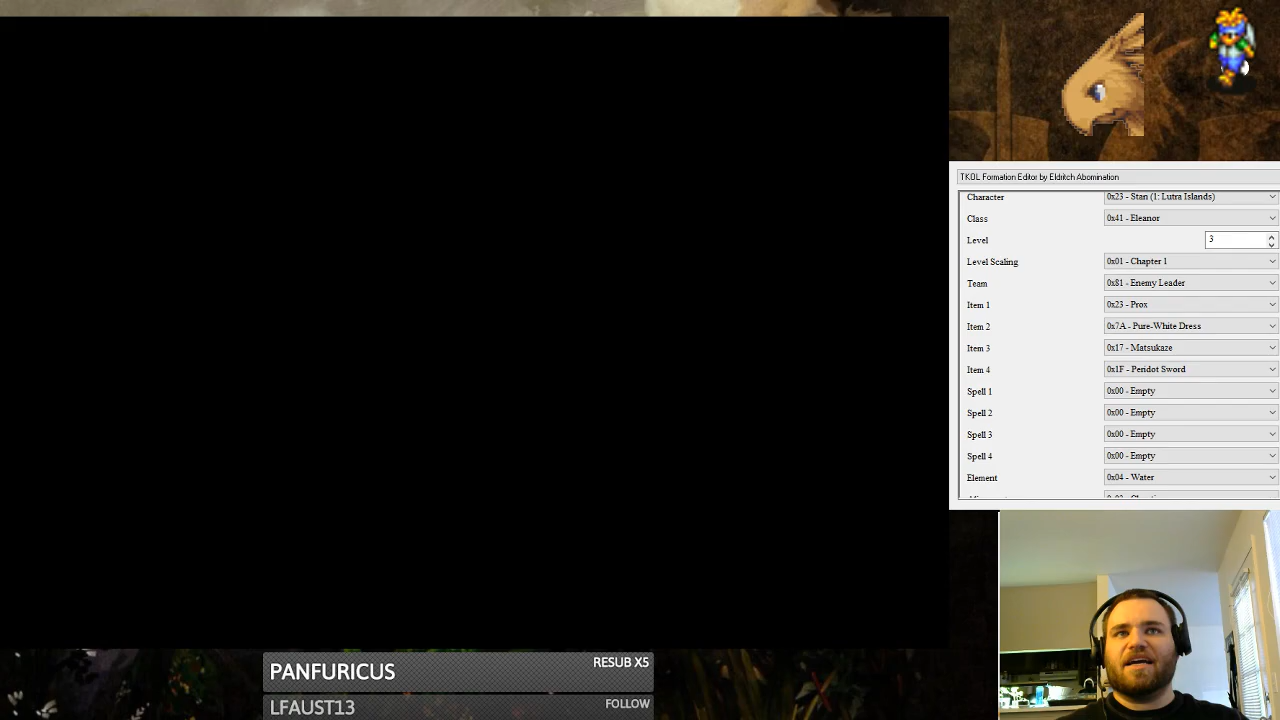 TKOL Formation Editor by Eldritch Abomination
Character 0x23 - Stan (1: Lutra Islands)
Class 0x41 - Eleanor
Level 3
Level Scaling 0x01 - Chapter 1
Team 0x81 - Enemy Leader
Item 1 0x23 - Prox
Item 2 0x7A - Pure-White Dress
Item 3 0x17 - Matsukaze
Item 4 0x1F - Peridot Sword
Spell 1 0x00 - Empty
Spell 2 0x00 - Empty
Spell 3 0x00 - Empty
Spell 4 0x00 - Empty
Element 0x04 - Water
PANFURICUS RESUB X5
LFAUST13 FOLLOW